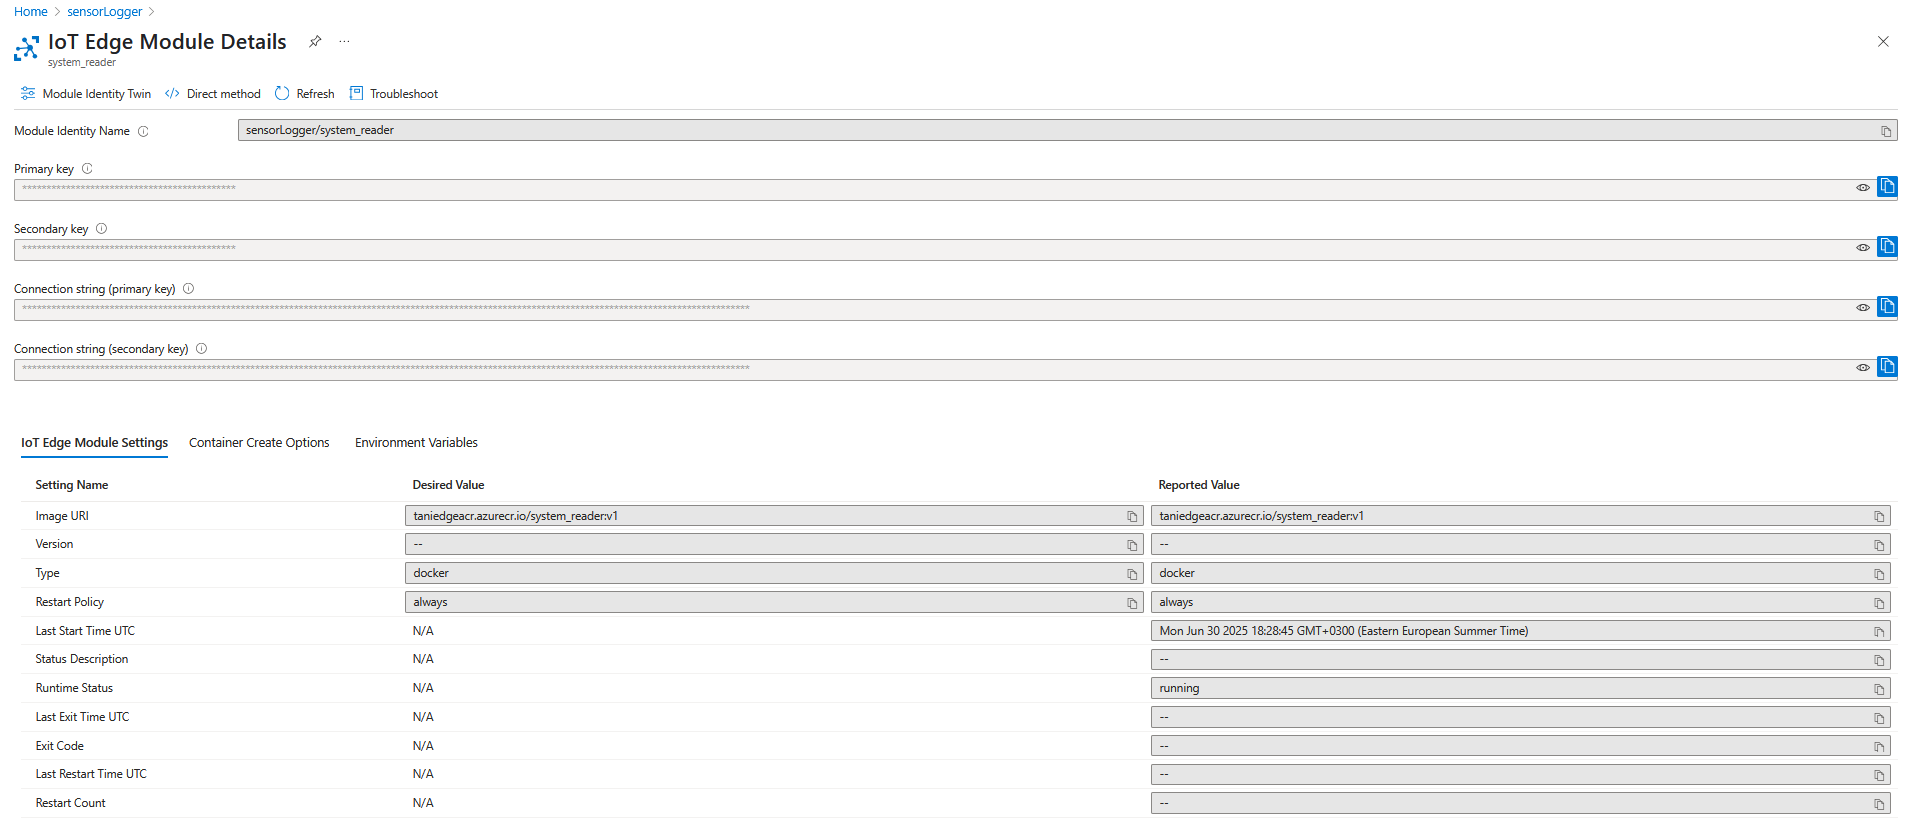 Home > sensorLogger >
IoT Edge Module Details
system_reader
Module Identity Twin Direct method Refresh Troubleshoot
Module Identity Name sensorLogger/system_reader
Primary key
Secondary key
Connection string (primary key)
Connection string (secondary key)
IoT Edge Module Settings Container Create Options Environment Variables
Setting Name Desired Value Reported Value
Image URI taniedgeacr.azurecr.io/system_reader:v1 taniedgeacr.azurecr.io/system_reader:v1
Version -- --
Type docker docker
Restart Policy always always
Last Start Time UTC N/A Mon Jun 30 2025 18:28:45 GMT+0300 (Eastern European Summer Time)
Status Description N/A --
Runtime Status N/A running
Last Exit Time UTC N/A --
Exit Code N/A --
Last Restart Time UTC N/A --
Restart Count N/A --